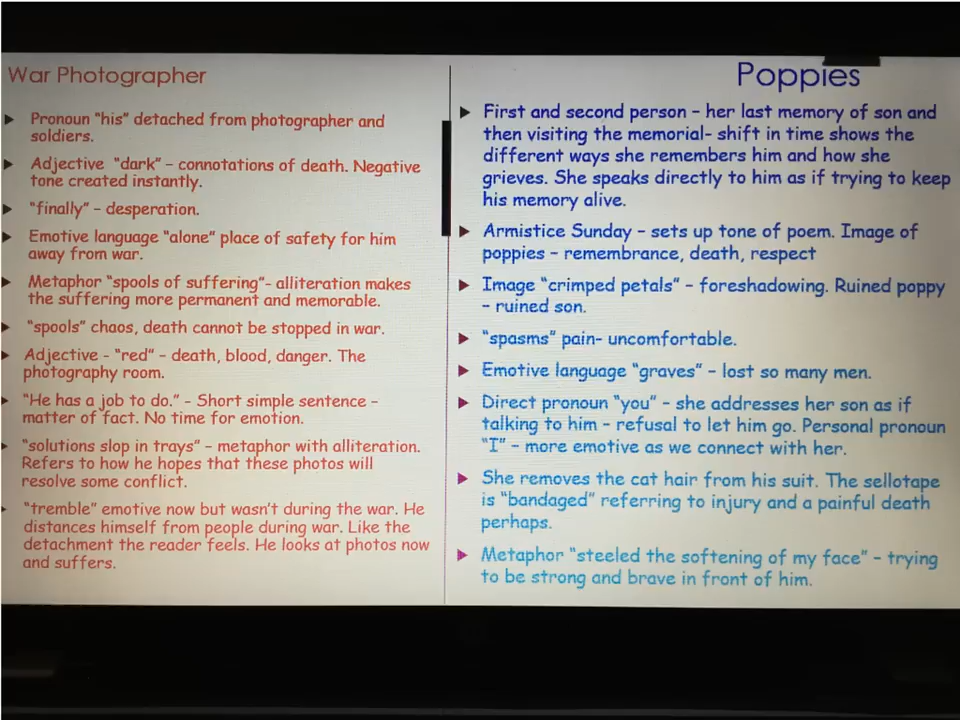 War Photographer
Pronoun "his" detached from photographer and
soldiers.
Adjective "dark" – connotations of death. Negative
tone created instantly.
"finally" – desperation.
Emotive language "alone" place of safety for him
away from war.
Metaphor "spools of suffering"- alliteration makes
the suffering more permanent and memorable.
"spools" chaos, death cannot be stopped in war.
Adjective - "red" – death, blood, danger. The
photography room.
"He has a job to do." – Short simple sentence –
matter of fact. No time for emotion.
"solutions slop in trays" – metaphor with alliteration.
Refers to how he hopes that these photos will
resolve some conflict.
"tremble" emotive now but wasn't during the war. He
distances himself from people during war. Like the
detachment the reader feels. He looks at photos now
and suffers.
Poppies
First and second person – her last memory of son and
then visiting the memorial- shift in time shows the
different ways she remembers him and how she
grieves. She speaks directly to him as if trying to keep
his memory alive.
Armistice Sunday – sets up tone of poem. Image of
poppies – remembrance, death, respect
Image "crimped petals" – foreshadowing. Ruined poppy
– ruined son.
"spasms" pain- uncomfortable.
Emotive language "graves" – lost so many men.
Direct pronoun "you" – she addresses her son as if
talking to him – refusal to let him go. Personal pronoun
"I" – more emotive as we connect with her.
She removes the cat hair from his suit. The sellotape
is "bandaged" referring to injury and a painful death
perhaps.
Metaphor "steeled the softening of my face" – trying
to be strong and brave in front of him.